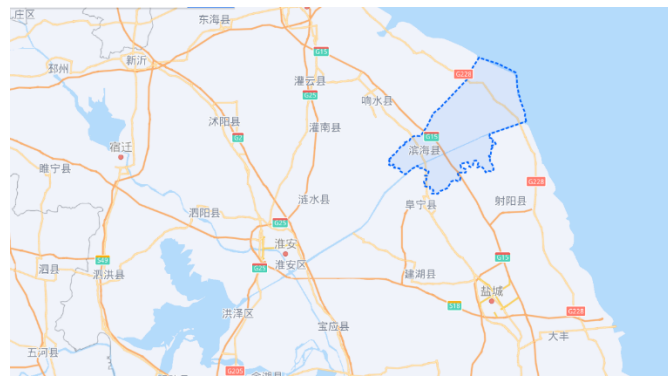 庄区
东海县
G15
新沂
邳州
G228
灌云县
G25
响水县
沭阳县
灌南县
G2
G15
宿迁
滨海县
睢宁县
G228
涟水县
射阳县
泗阳县
阜宁县
G25
淮安
S49
G25
淮安区
G15
泗县
泗洪县
建湖县
盐城
S18
洪泽区
G228
宝应县
大丰
五河县
G205